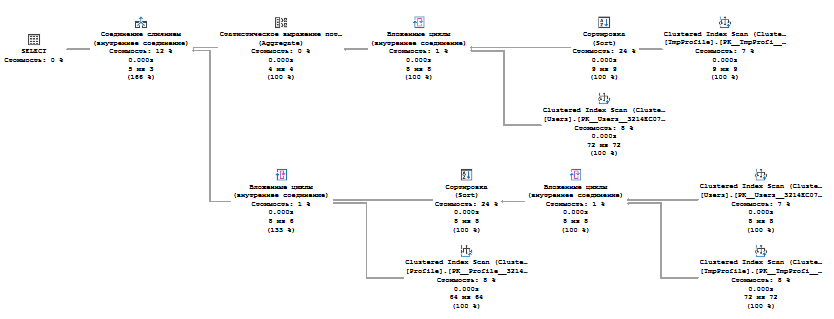 SELECT
Стоимость: 0 %
Соединение слиянием
(внутреннее соединение)
Стоимость: 12 %
0.000s
5 из 3
(166 %)
Статистическое выражение пот…
(Aggregate)
Стоимость: 0 %
0.000s
4 из 4
(100 %)
Вложенные циклы
(внутреннее соединение)
Стоимость: 1 %
0.000s
8 из 8
(100 %)
Сортировка
(Sort)
Стоимость: 24 %
0.000s
9 из 9
(100 %)
Clustered Index Scan (Cluste…
[TmpProfile].[PK__TmpProfi__…
Стоимость: 7 %
0.000s
9 из 9
(100 %)
Clustered Index Scan (Cluste…
[Users].[PK__Users__3214EC07…
Стоимость: 8 %
0.000s
72 из 72
(100 %)
Вложенные циклы
(внутреннее соединение)
Стоимость: 1 %
0.000s
8 из 6
(133 %)
Сортировка
(Sort)
Стоимость: 24 %
0.000s
8 из 8
(100 %)
Вложенные циклы
(внутреннее соединение)
Стоимость: 1 %
0.000s
8 из 8
(100 %)
Clustered Index Scan (Cluste…
[Users].[PK__Users__3214EC07…
Стоимость: 7 %
0.000s
8 из 8
(100 %)
Clustered Index Scan (Cluste…
[Profile].[PK__Profile__3214…
Стоимость: 8 %
0.000s
64 из 64
(100 %)
Clustered Index Scan (Cluste…
[TmpProfile].[PK__TmpProfi__…
Стоимость: 8 %
0.000s
72 из 72
(100 %)